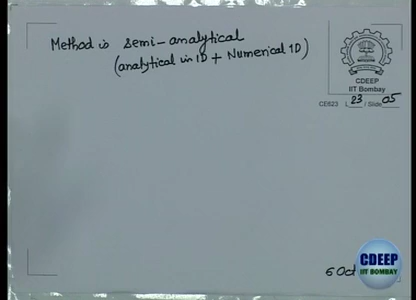 Method is semi-analytical
(analytical in 1D + Numerical 1D)
CDEEP
IIT Bombay
CE623 L 23 / Slide 05
6 Oct
CDEEP
IIT BOMBAY